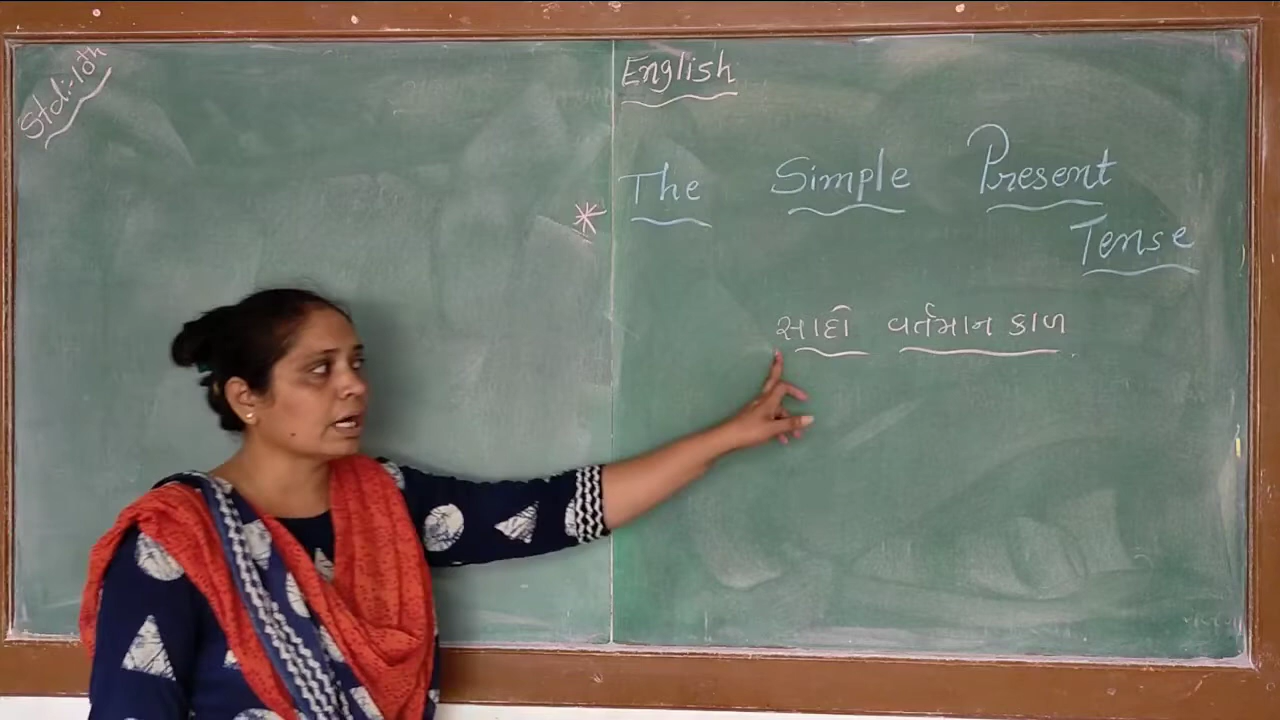 Std:-10th
English
* The Simple Present
Tense
સાદો વર્તમાન કાળ